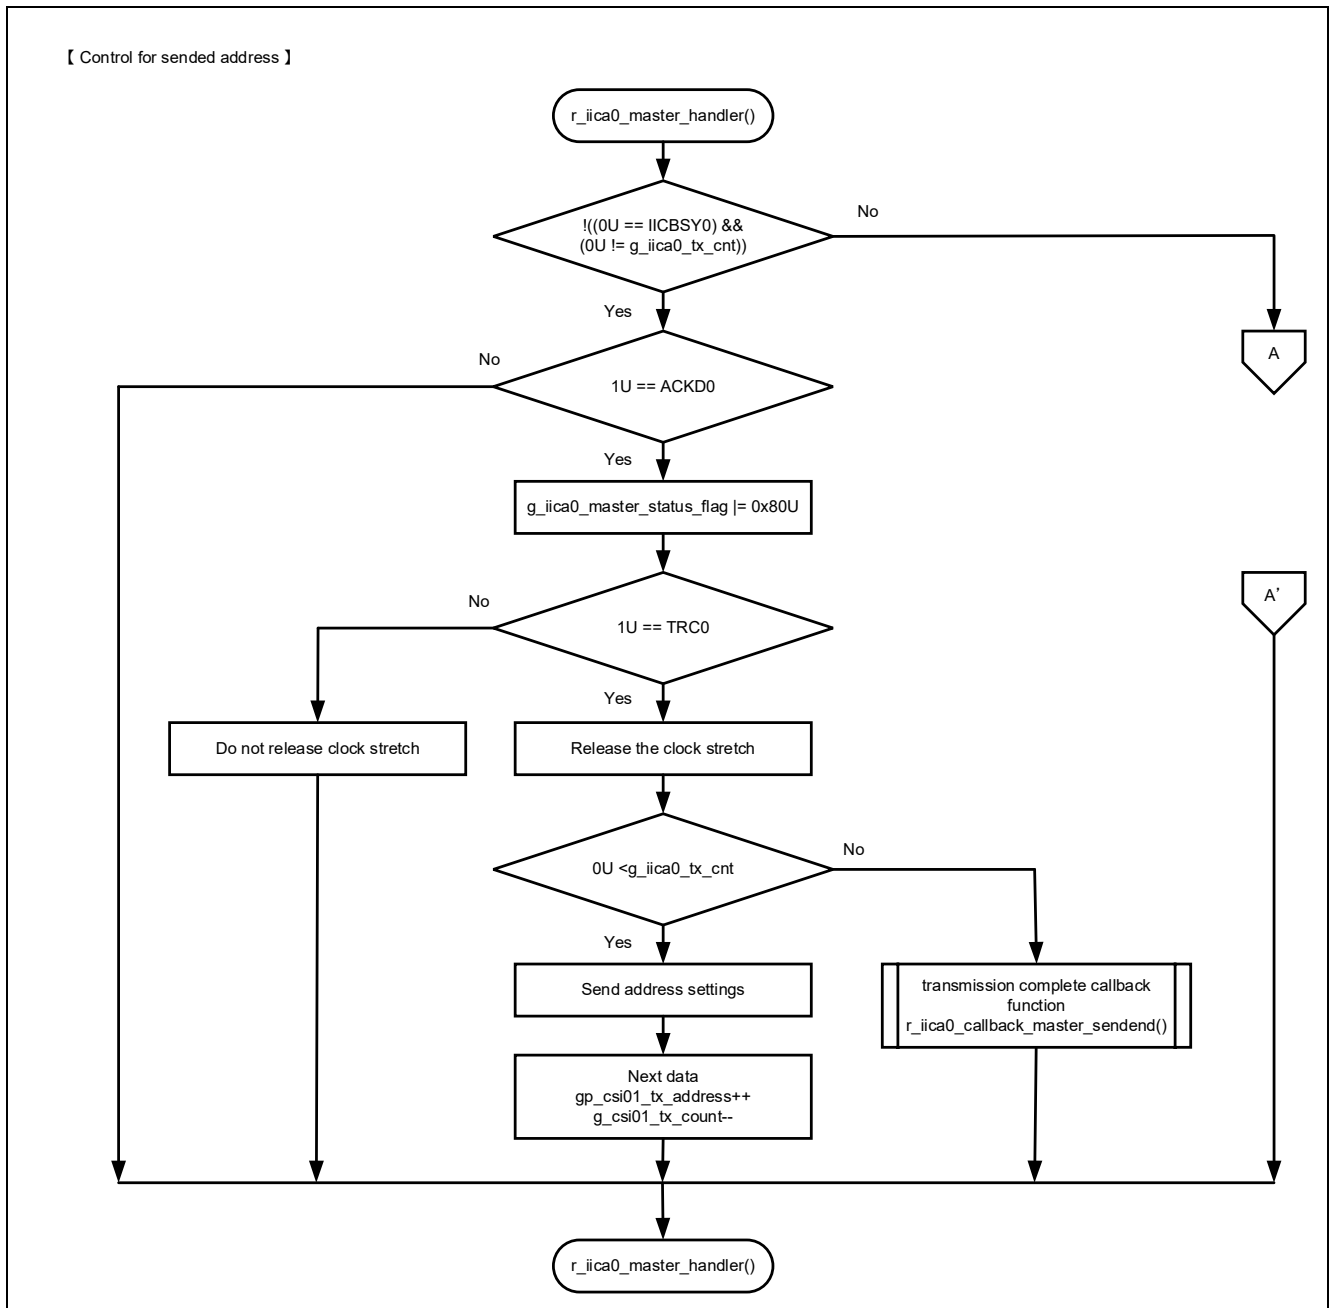 【 Control for sended address 】
r_iica0_master_handler()
!((0U == IICBSY0) &&
(0U != g_iica0_tx_cnt))
No
Yes
A
No
1U == ACKD0
Yes
g_iica0_master_status_flag |= 0x80U
A’
No
1U == TRC0
Yes
Do not release clock stretch
Release the clock stretch
0U <g_iica0_tx_cnt
No
Yes
Send address settings
transmission complete callback
function
r_iica0_callback_master_sendend()
Next data
gp_csi01_tx_address++
g_csi01_tx_count--
r_iica0_master_handler()